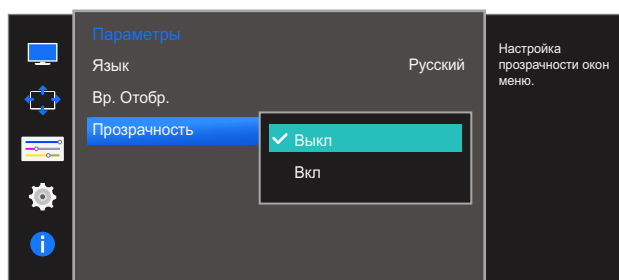 Параметры
Язык Русский
Вр. Отобр.
Прозрачность
Выкл
Вкл
Настройка
прозрачности окон
меню.